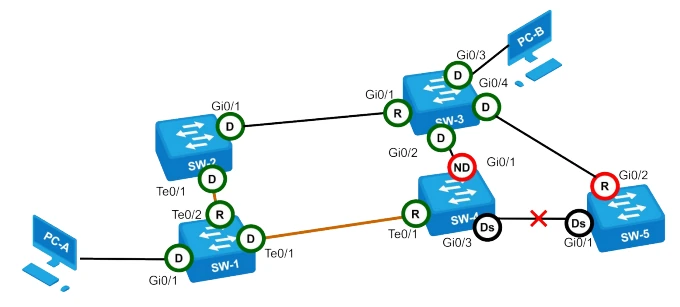 PC-B
Gi0/3
D
Gi0/4
Gi0/1
R
D
SW-3
Gi0/1
D
D
Gi0/2
Gi0/1
ND
SW-2
D
Te0/1
Gi0/2
R
Te0/2
R
R
SW-4
Te0/1
Ds
Gi0/3
Ds
Gi0/1
SW-5
PC-A
D
Gi0/1
D
Te0/1
SW-1